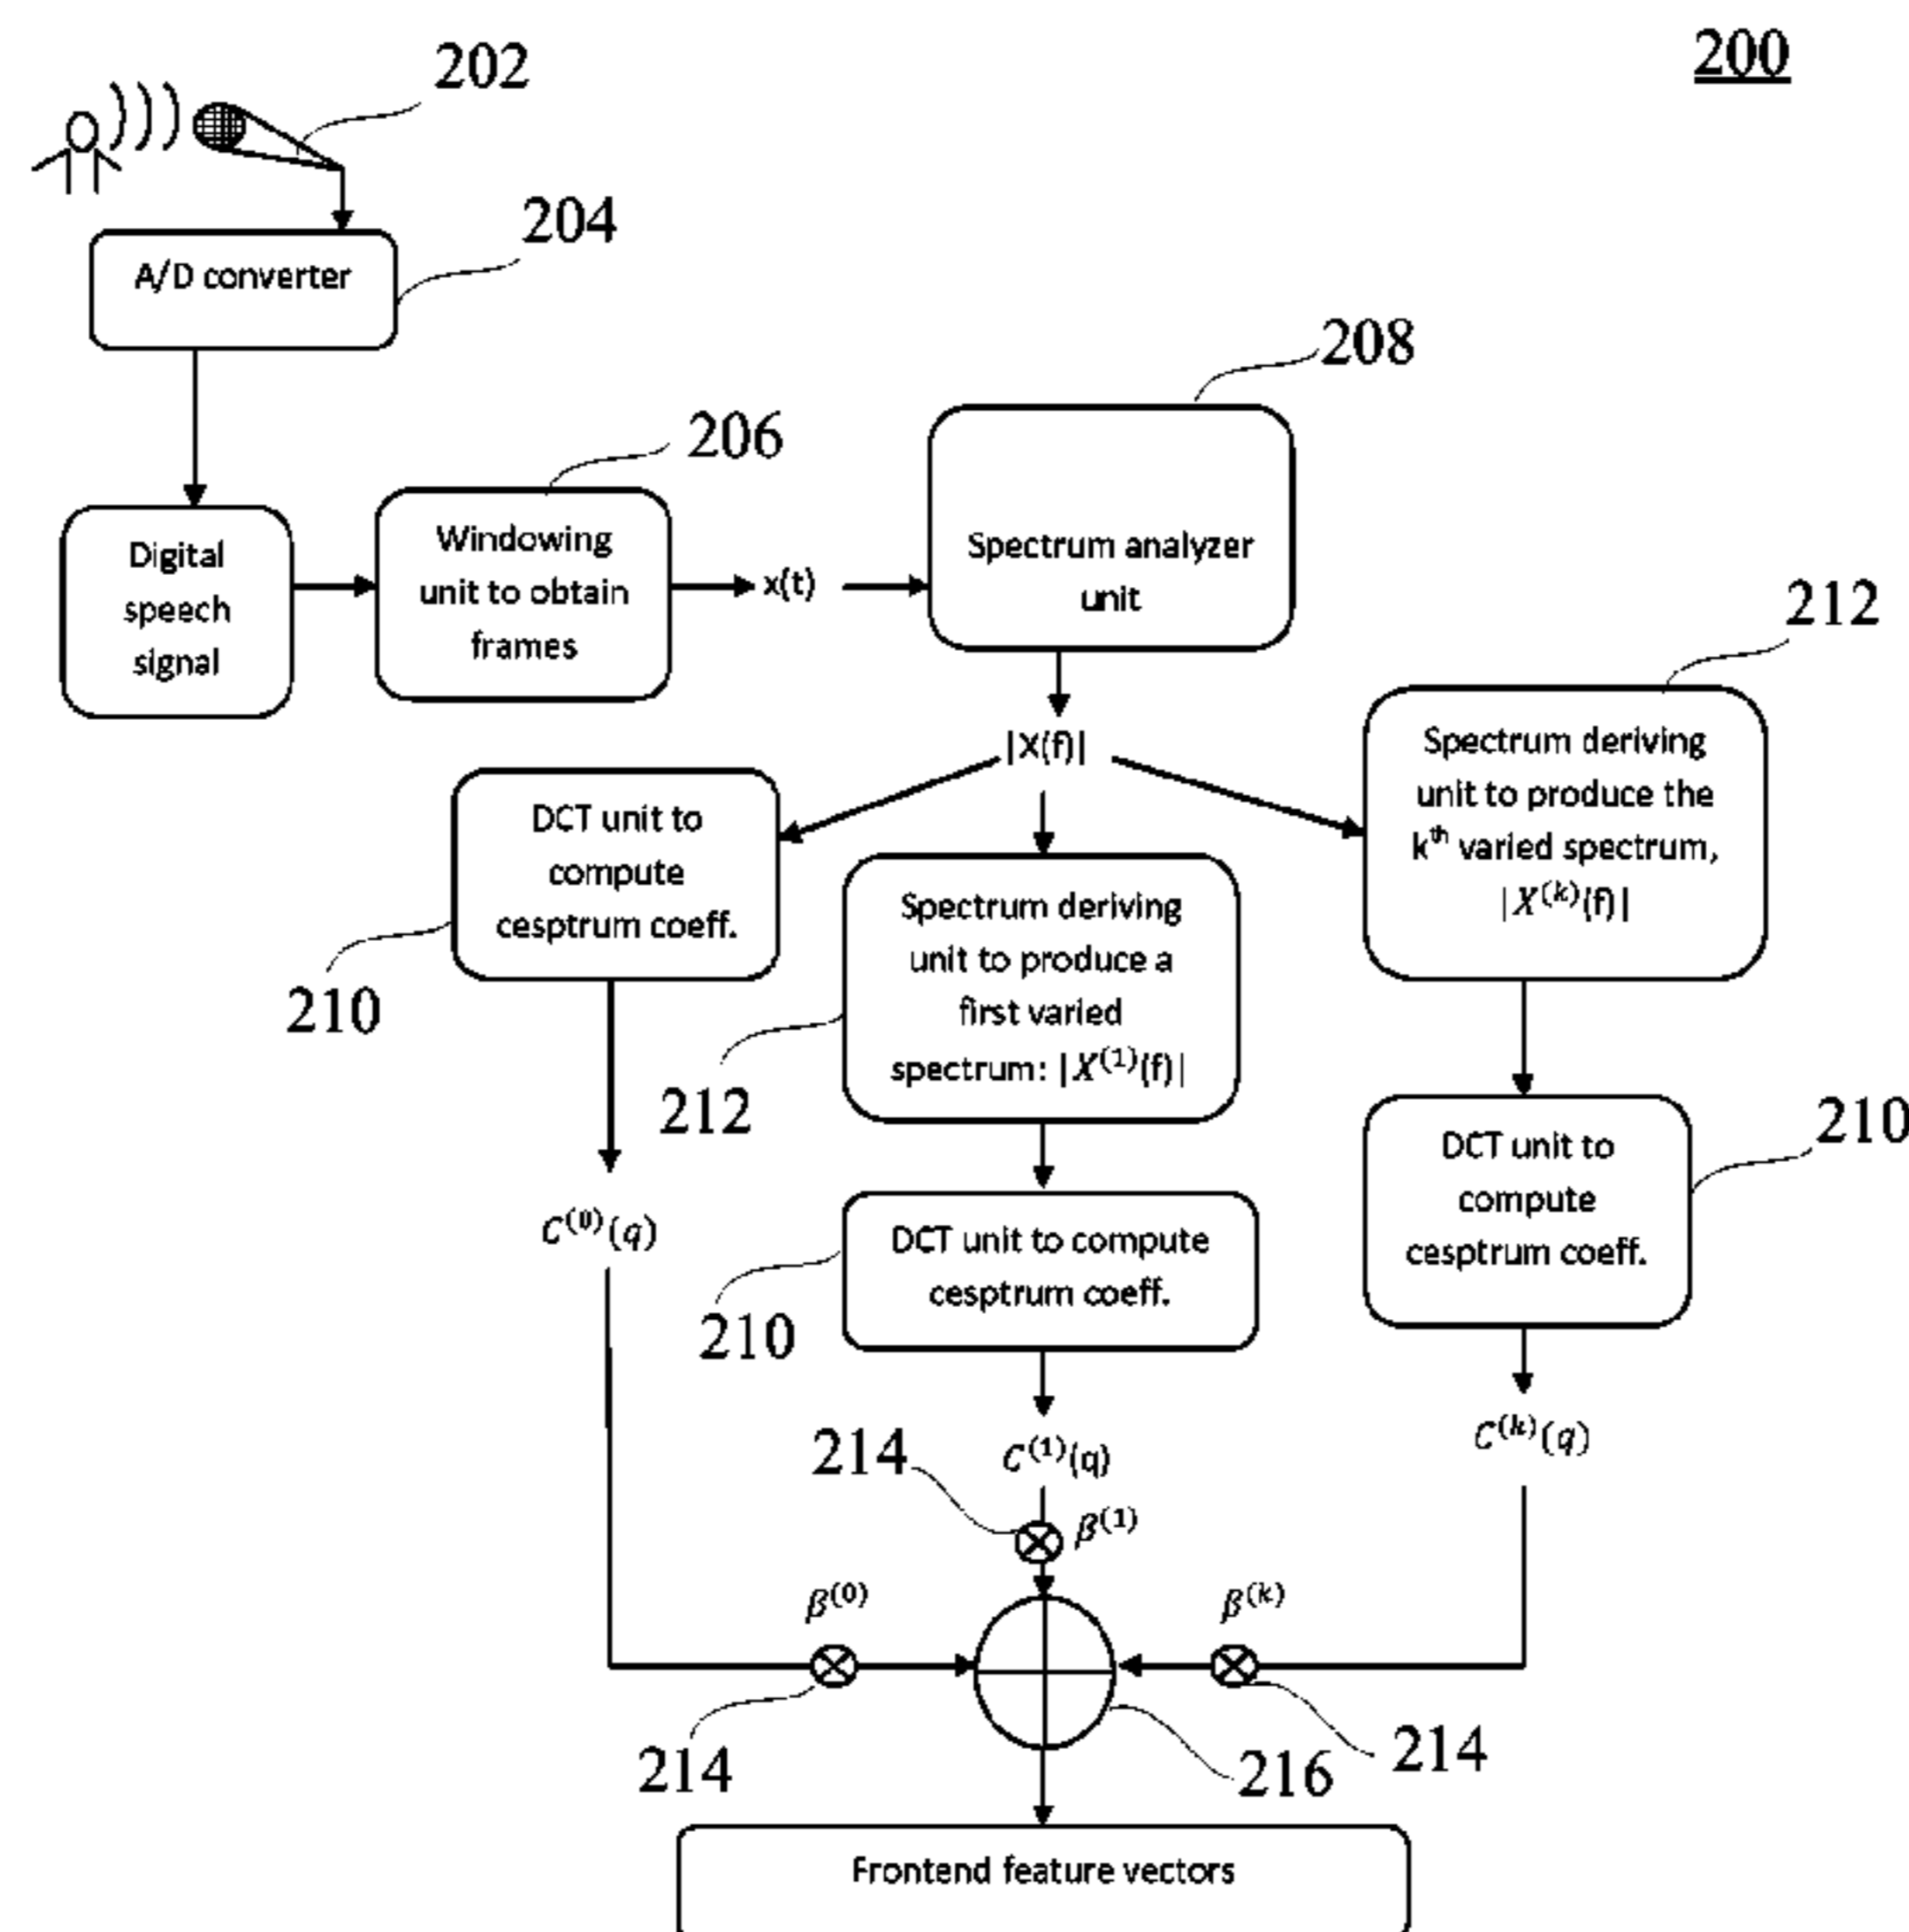 200
202
204
A/D converter
208
206
Digital
speech
signal
Windowing
unit to obtain
frames
x(t)
Spectrum analyzer
unit
212
|X(f)|
Spectrum deriving
unit to produce the
kᵗʰ varied spectrum,
|X⁽ᵏ⁾(f)|
DCT unit to
compute
cesptrum coeff.
210
Spectrum deriving
unit to produce a
first varied
spectrum: |X⁽¹⁾(f)|
212
DCT unit to
compute
cesptrum coeff.
210
C⁽⁰⁾(q)
DCT unit to compute
cesptrum coeff.
210
C⁽¹⁾(q)
C⁽ᵏ⁾(q)
214
β⁽¹⁾
β⁽⁰⁾
β⁽ᵏ⁾
214
216
214
Frontend feature vectors